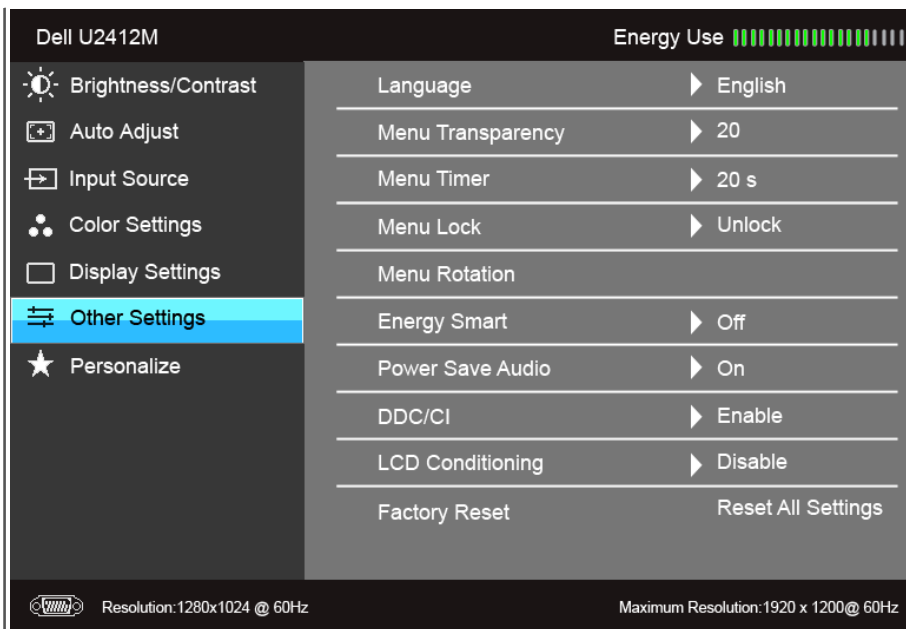 Dell U2412M Energy Use
Brightness/Contrast Language English
Auto Adjust Menu Transparency 20
Input Source Menu Timer 20 s
Color Settings Menu Lock Unlock
Display Settings Menu Rotation
Other Settings Energy Smart Off
Personalize Power Save Audio On
DDC/CI Enable
LCD Conditioning Disable
Factory Reset Reset All Settings
Resolution:1280x1024 @ 60Hz Maximum Resolution:1920 x 1200@ 60Hz